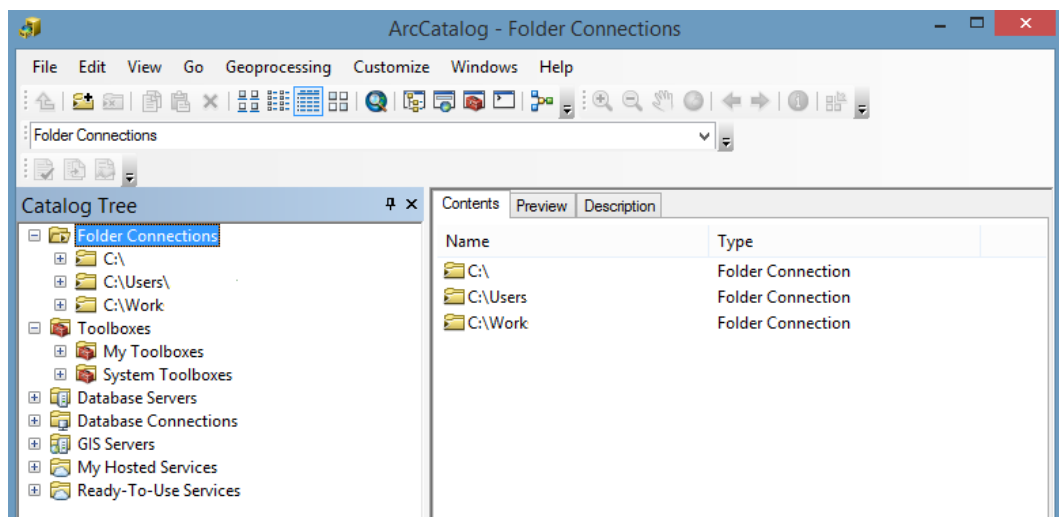 ArcCatalog - Folder Connections
File Edit View Go Geoprocessing Customize Windows Help
Folder Connections
Catalog Tree
Folder Connections
C:\
C:\Users\
C:\Work
Toolboxes
My Toolboxes
System Toolboxes
Database Servers
Database Connections
GIS Servers
My Hosted Services
Ready-To-Use Services
Contents Preview Description
Name Type
C:\ Folder Connection
C:\Users Folder Connection
C:\Work Folder Connection